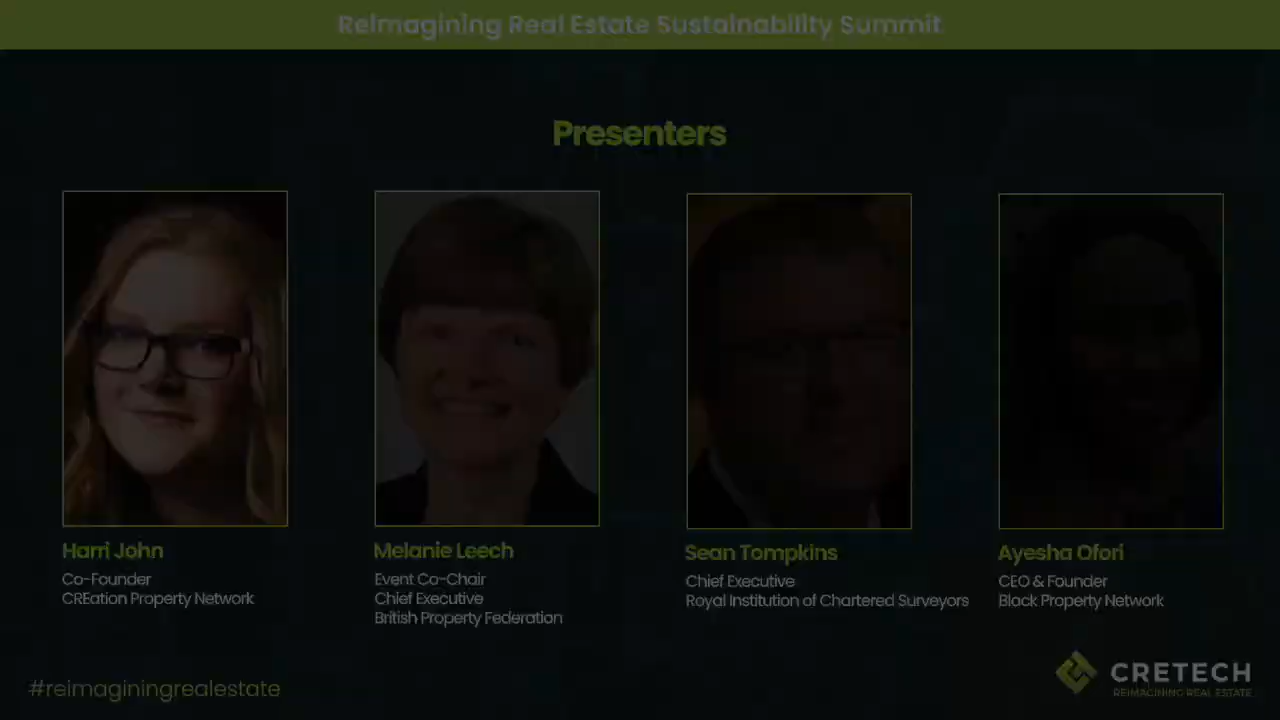 Reimagining Real Estate Sustainability Summit
Presenters
Harri John
Co-Founder
CREation Property Network
Melanie Leech
Event Co-Chair
Chief Executive
British Property Federation
Sean Tompkins
Chief Executive
Royal Institution of Chartered Surveyors
Ayesha Ofori
CEO & Founder
Black Property Network
#reimaginingrealestate
CRETECH
REIMAGINING REAL ESTATE